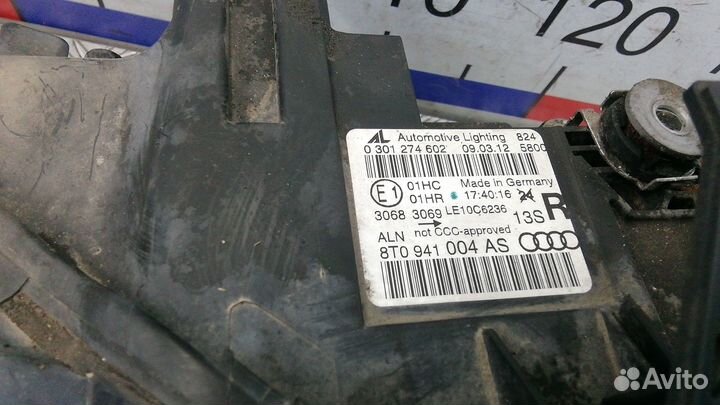 10 120
AL Automotive Lighting 824
0 301 274 602 09.03.12 5800
E1 01HC Made in Germany
01HR 17:40:16 24
3068 3069 LE10C6236 13S R
ALN not CCC-approved
8T0 941 004 AS
Avito